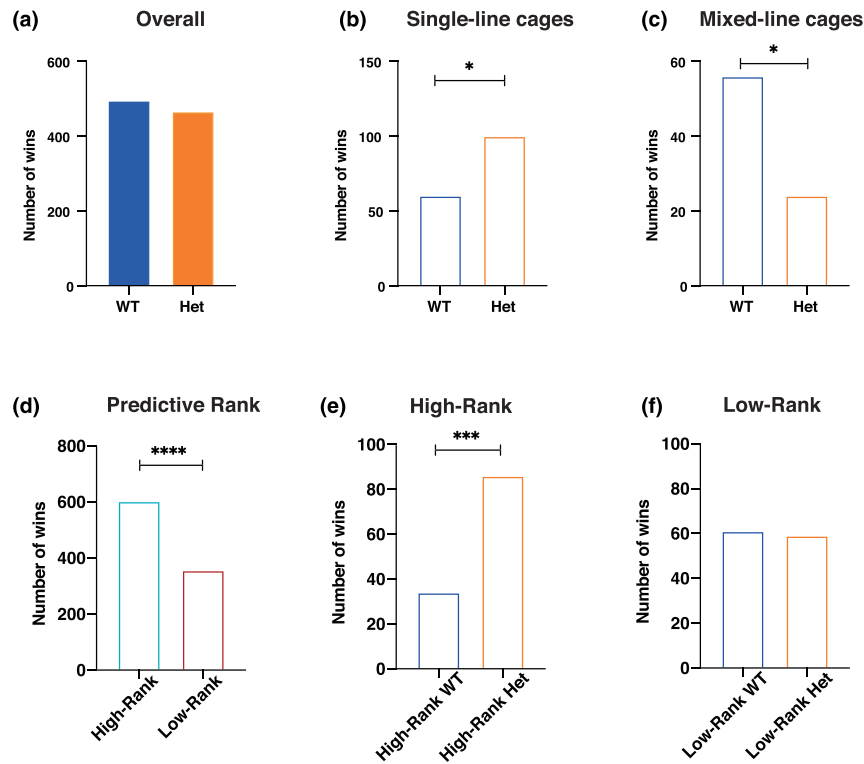 (a) Overall
Number of wins
600
400
200
0
WT Het
(b) Single-line cages
Number of wins
150
100
50
0
*
WT Het
(c) Mixed-line cages
Number of wins
60
40
20
0
*
WT Het
(d) Predictive Rank
Number of wins
800
600
400
200
0
****
High-Rank Low-Rank
(e) High-Rank
Number of wins
100
80
60
40
20
0
***
High-Rank WT High-Rank Het
(f) Low-Rank
Number of wins
100
80
60
40
20
0
Low-Rank WT Low-Rank Het